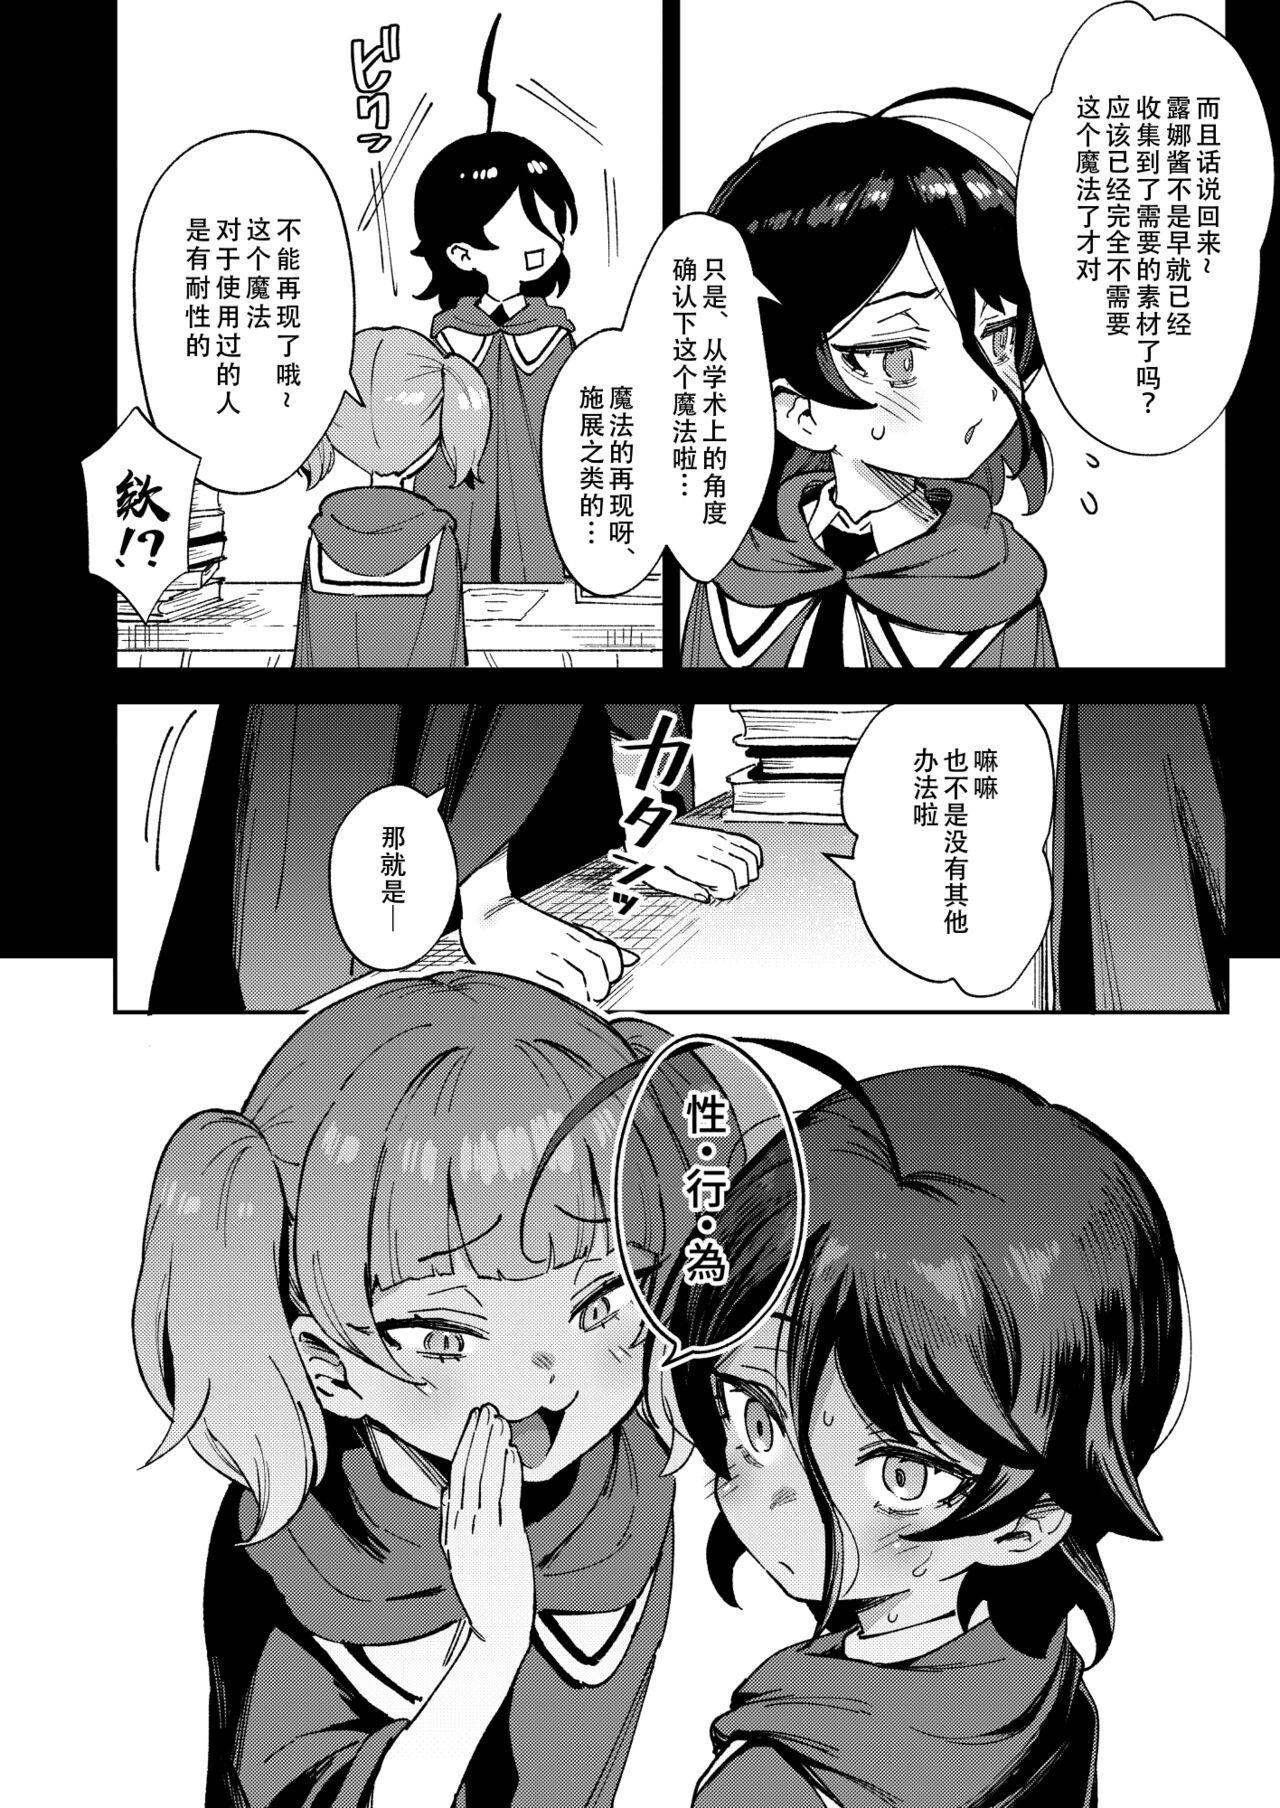 而且话说回来~
露娜酱不是早就已经
收集到了需要的素材了吗?
应该已经完全不需要
这个魔法了才对
只是、从学术上的角度
确认下这个魔法啦…
魔法的再现呀、
施展之类的…
ビクッ
不能再现了哦~
这个魔法
对于使用过的人
是有耐性的
欸!?
嘛嘛
也不是没有其他
办法啦
カタンッ
那就是—
性・行・為